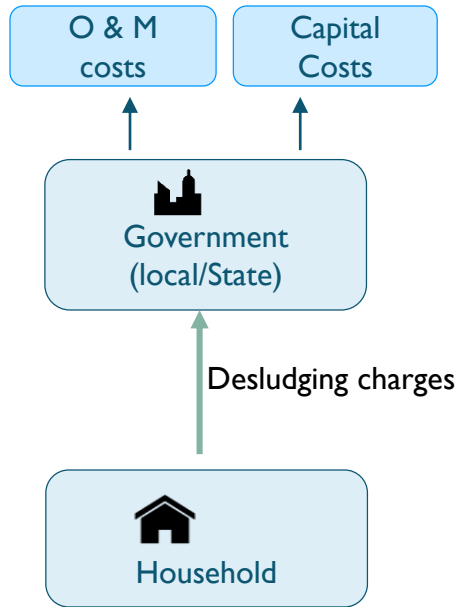 O & M
costs
Capital
Costs
Government
(local/State)
Desludging charges
Household